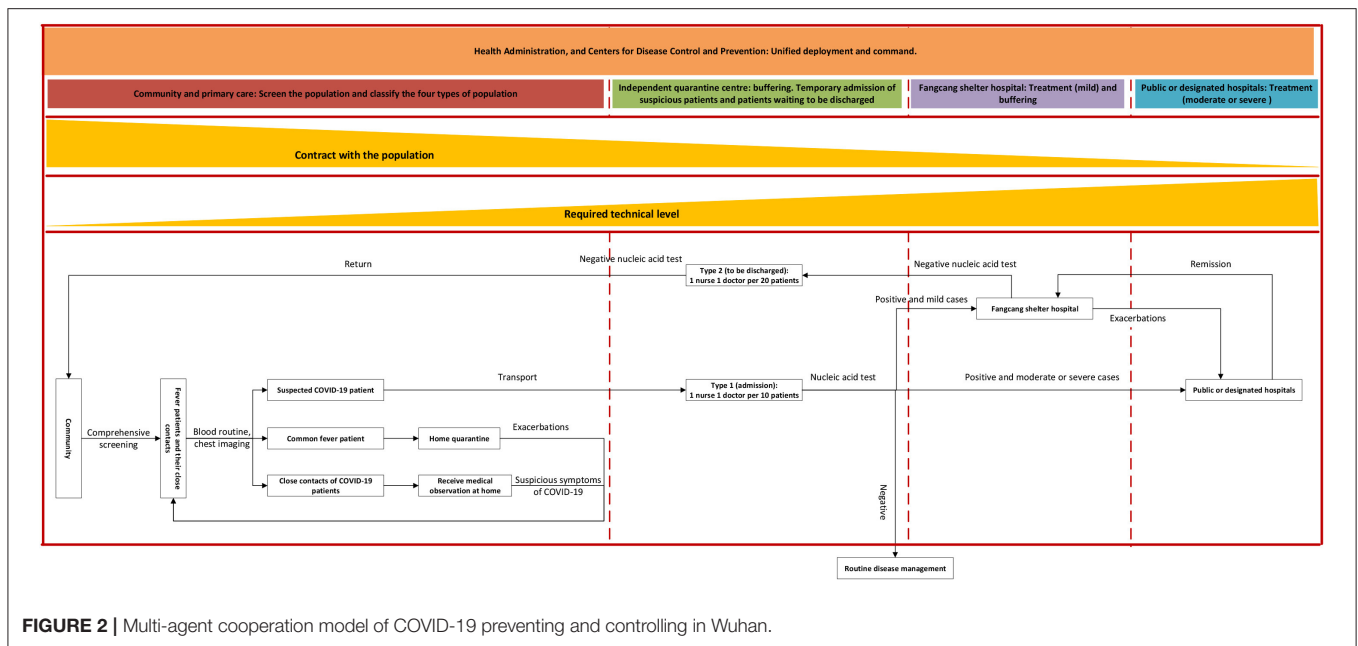 Health Administration, and Centers for Disease Control and Prevention: Unified deployment and command.
Community and primary care: Screen the population and classify the four types of population
Independent quarantine centre: buffering. Temporary admission of
suspicious patients and patients waiting to be discharged
Fangcang shelter hospital: Treatment (mild) and
buffering
Public or designated hospitals: Treatment
(moderate or severe )
Contract with the population
Required technical level
Return
Negative nucleic acid test
Type 2 (to be discharged):
1 nurse 1 doctor per 20 patients
Negative nucleic acid test
Remission
Positive and mild cases
Fangcang shelter hospital
Exacerbations
Suspected COVID-19 patient
Transport
Type 1 (admission):
1 nurse 1 doctor per 10 patients
Nucleic acid test
Positive and moderate or severe cases
Public or designated hospitals
Community
Comprehensive
screening
Fever patients and their close
contacts
Blood routine,
chest imaging
Common fever patient
Home quarantine
Exacerbations
Close contacts of COVID-19
patients
Receive medical
observation at home
Suspicious symptoms
of COVID-19
Negative
Routine disease management
FIGURE 2 | Multi-agent cooperation model of COVID-19 preventing and controlling in Wuhan.